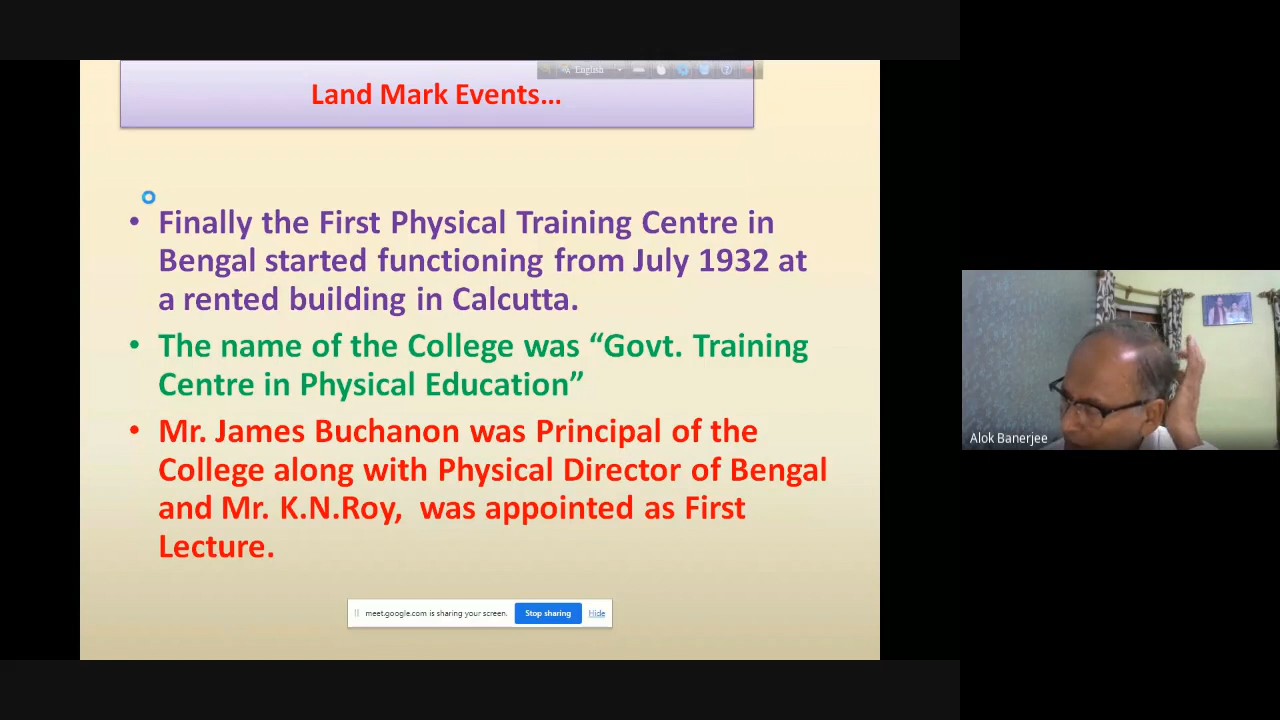 English
Land Mark Events...
• Finally the First Physical Training Centre in
Bengal started functioning from July 1932 at
a rented building in Calcutta.
• The name of the College was “Govt. Training
Centre in Physical Education”
• Mr. James Buchanon was Principal of the
College along with Physical Director of Bengal
and Mr. K.N.Roy,  was appointed as First
Lecture.
meet.google.com is sharing your screen. Stop sharing Hide
Alok Banerjee